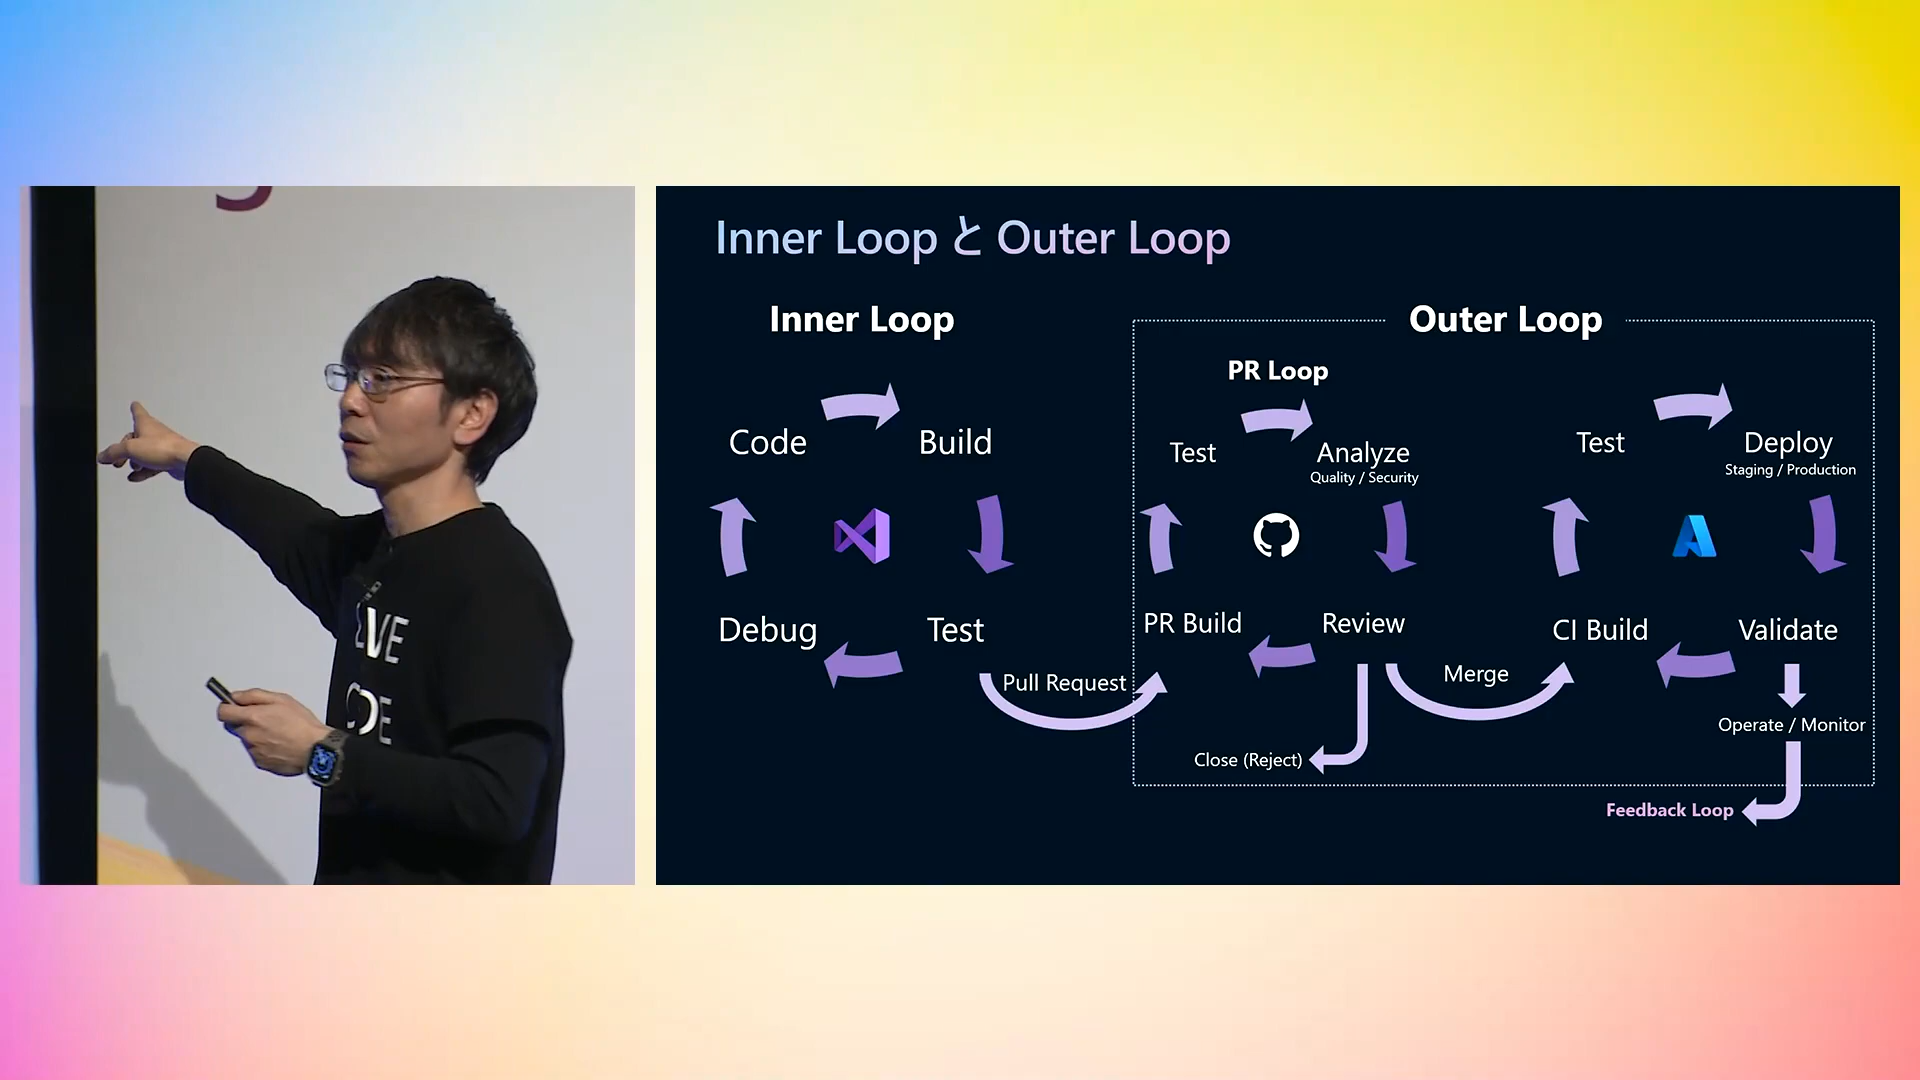 Inner Loop と Outer Loop
Inner Loop
Code
Build
Debug
Test
Pull Request
Outer Loop
PR Loop
Test
Analyze
Quality / Security
PR Build
Review
Close (Reject)
Merge
Test
Deploy
Staging / Production
CI Build
Validate
Operate / Monitor
Feedback Loop